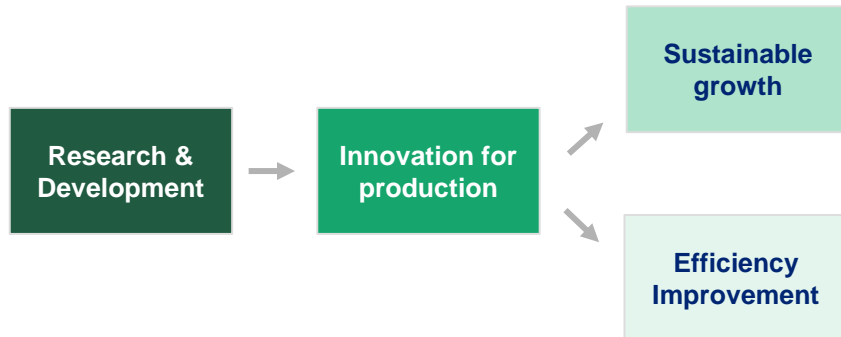 Research &
Development
Innovation for
production
Sustainable
growth
Efficiency
Improvement